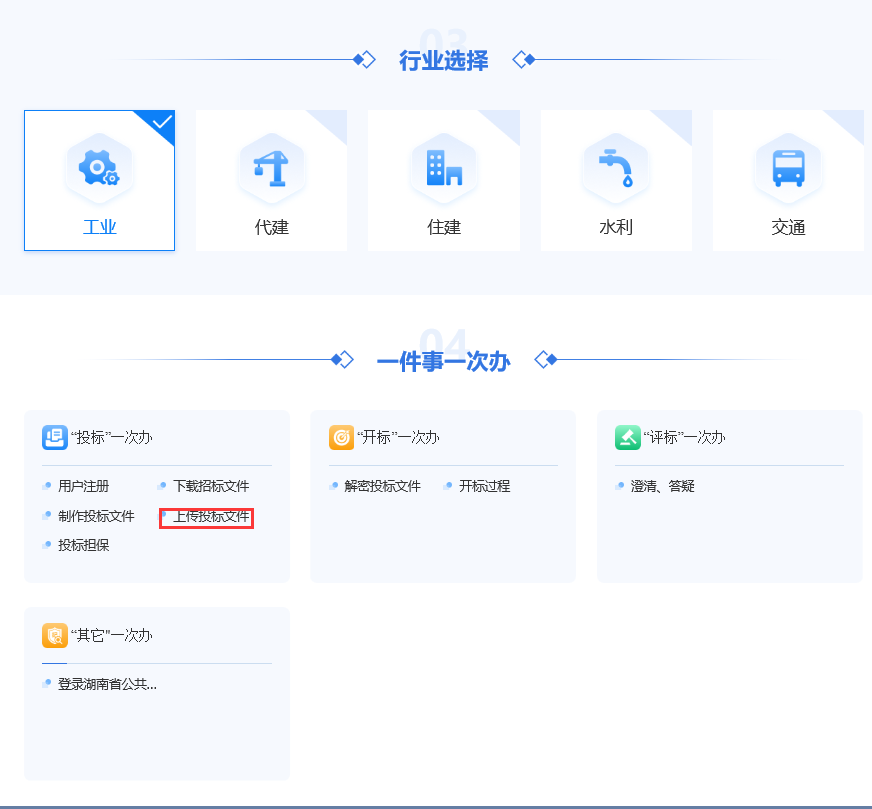 03
行业选择
工业
代建
住建
水利
交通
04
一件事一次办
“投标”一次办
用户注册
下载招标文件
制作投标文件
上传投标文件
投标担保
“开标”一次办
解密投标文件
开标过程
“评标”一次办
澄清、答疑
“其它"一次办
登录湖南省公共...